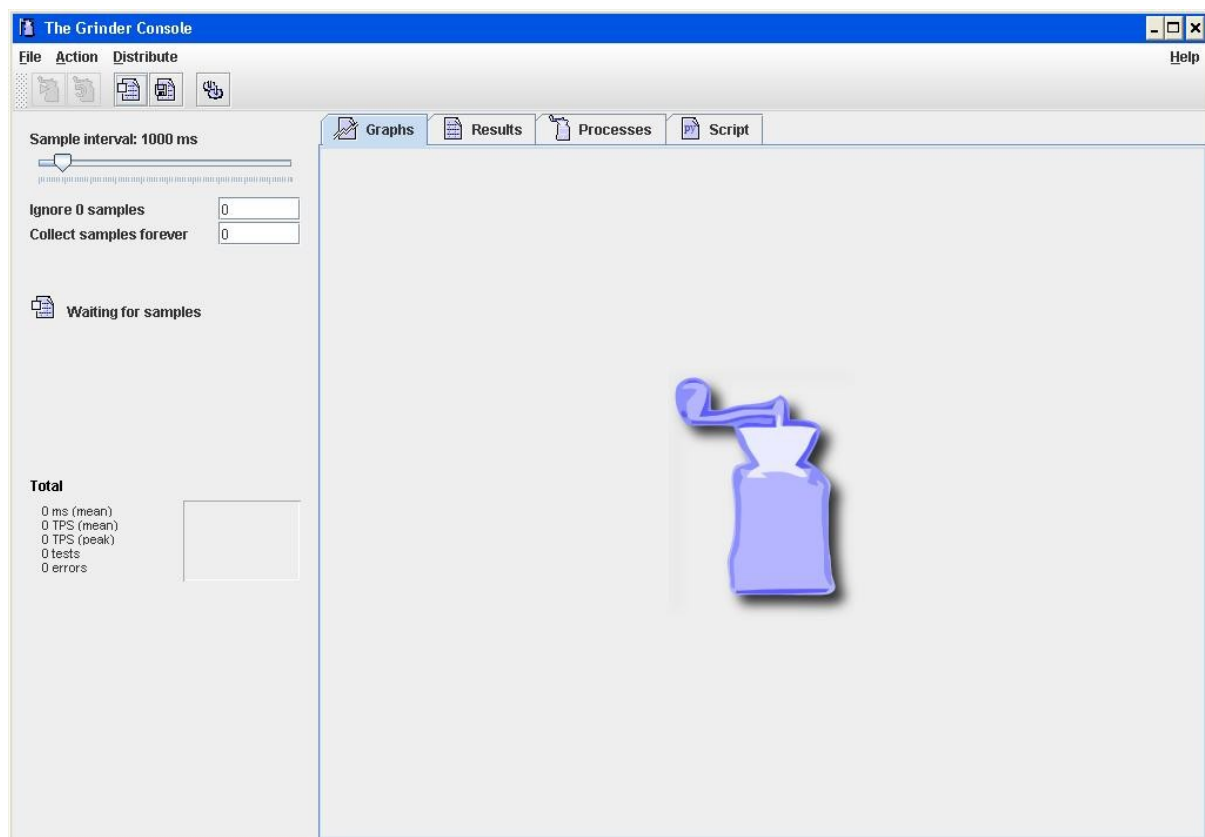 The Grinder Console
File Action Distribute Help
Graphs Results Processes Script
Sample interval: 1000 ms
Ignore 0 samples 0
Collect samples forever 0
Waiting for samples
Total
0 ms (mean)
0 TPS (mean)
0 TPS (peak)
0 tests
0 errors